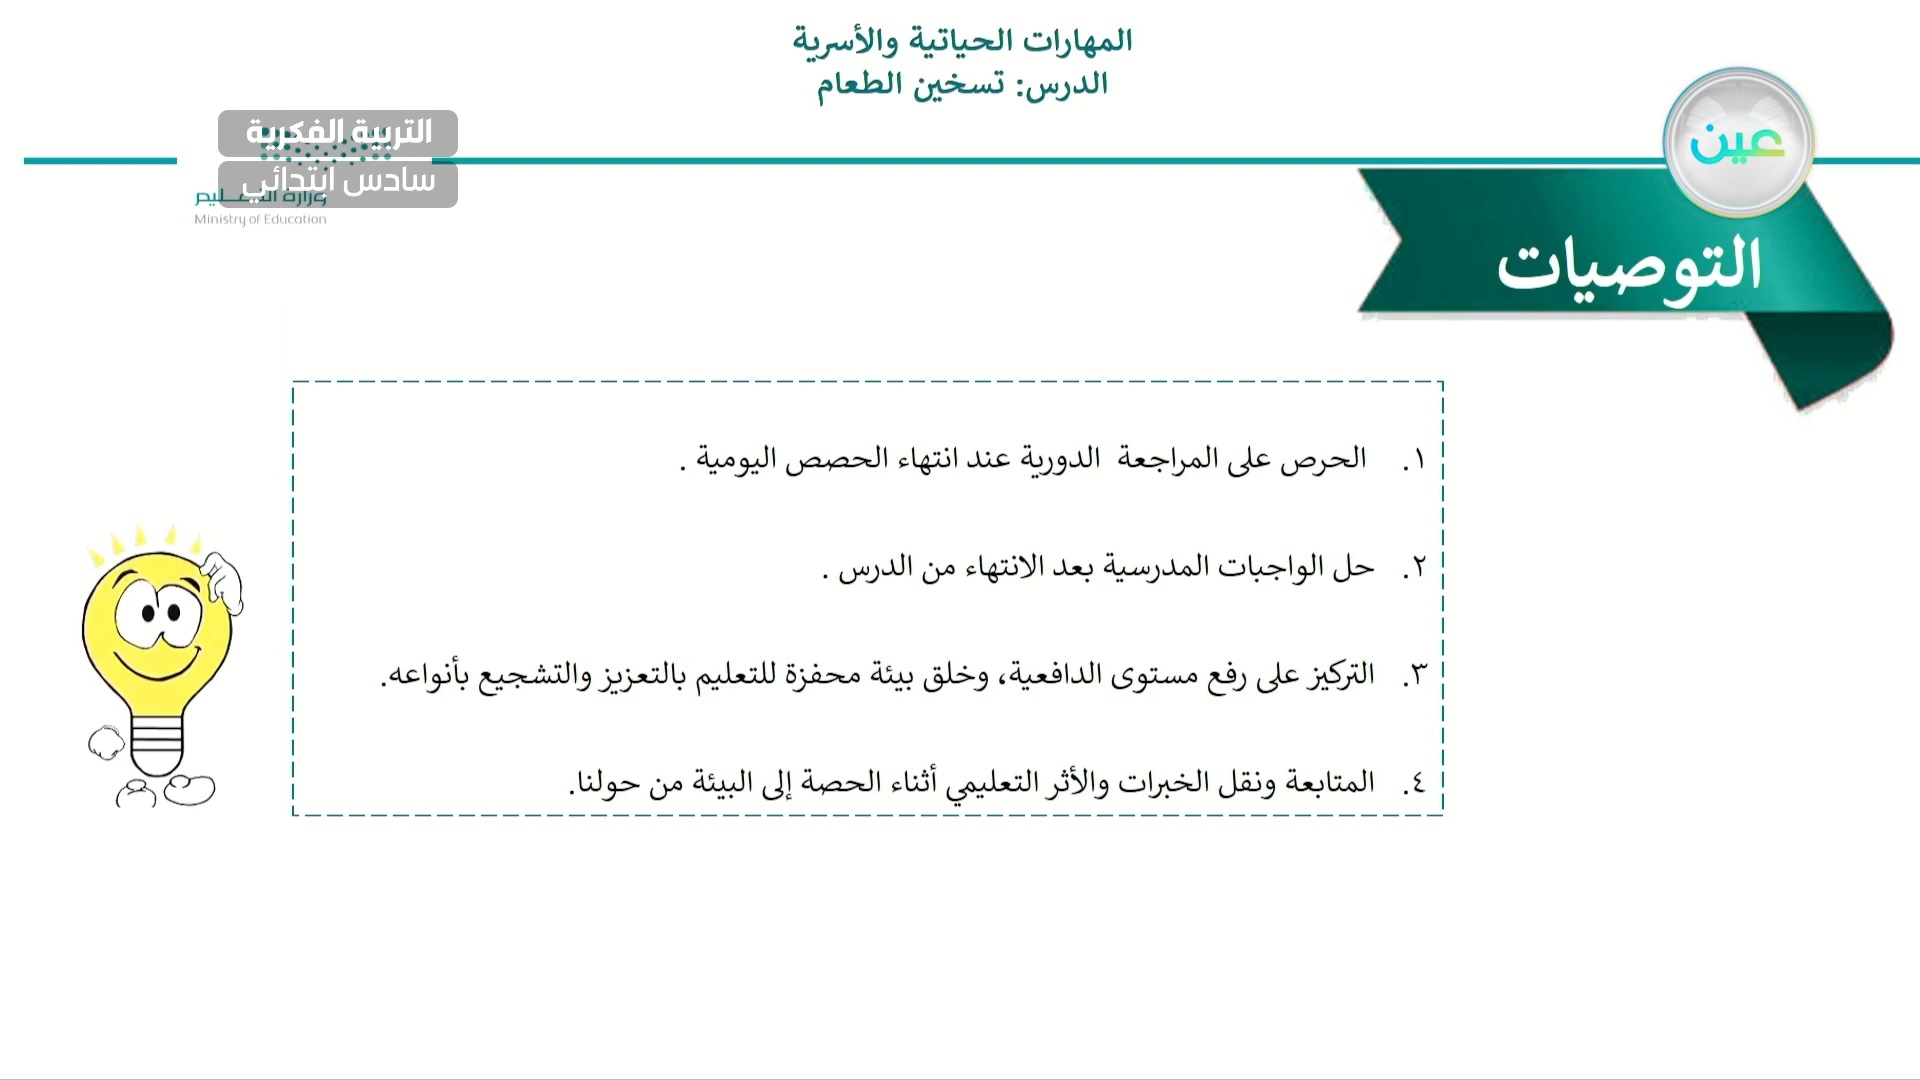 المهارات الحياتية والأسرية
الدرس: تسخين الطعام
عين
التربية الفكرية
سادس ابتدائي
وزارة التعليم
Ministry of Education
التوصيات
١. الحرص على المراجعة الدورية عند انتهاء الحصص اليومية .
٢. حل الواجبات المدرسية بعد الانتهاء من الدرس .
٣. التركيز على رفع مستوى الدافعية، وخلق بيئة محفزة للتعليم بالتعزيز والتشجيع بأنواعه.
٤. المتابعة ونقل الخبرات والأثر التعليمي أثناء الحصة إلى البيئة من حولنا.